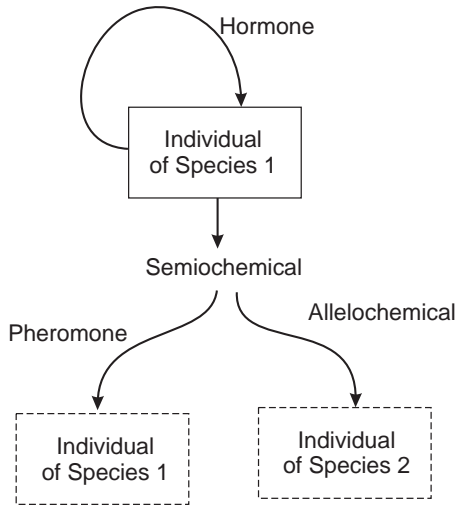 Hormone
Individual
of Species 1
Semiochemical
Pheromone
Allelochemical
Individual
of Species 1
Individual
of Species 2